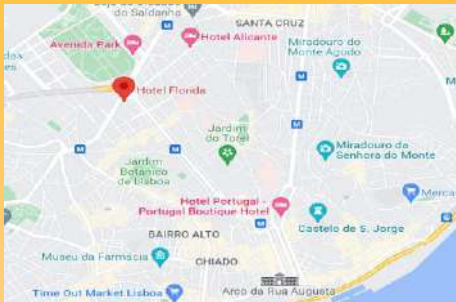 SANTA CRUZ
do Saldanha
Hotel Alicante
Avenida Park
Miradouro do
Monte Agudo
Hotel Florida
Jardim
do Torel
Miradouro da
Senhora do Monte
Jardim
Botânico
de Lisboa
Merca
Hotel Portugal -
Portugal Boutique Hotel
Castelo de S. Jorge
BAIRRO ALTO
Museu da Farmácia
CHIADO
Arco da Rua Augusta
Time Out Market Lisboa